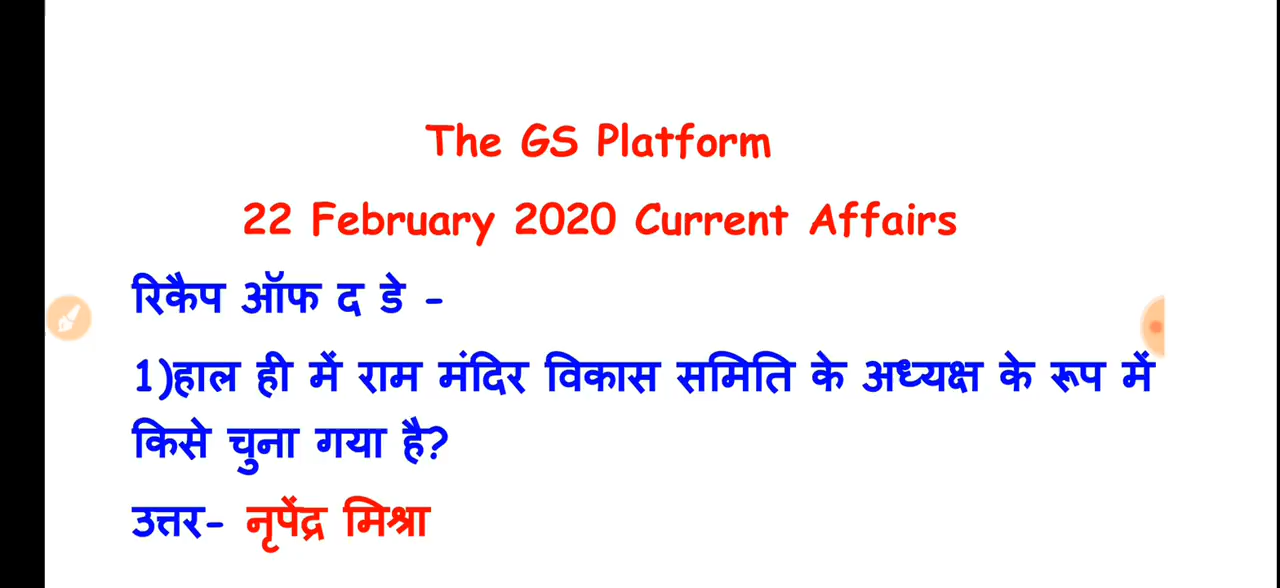 The GS Platform
22 February 2020 Current Affairs
रिकैप ऑफ द डे -
1)हाल ही में राम मंदिर विकास समिति के अध्यक्ष के रूप में
किसे चुना गया है?
उत्तर- नृपेंद्र मिश्रा